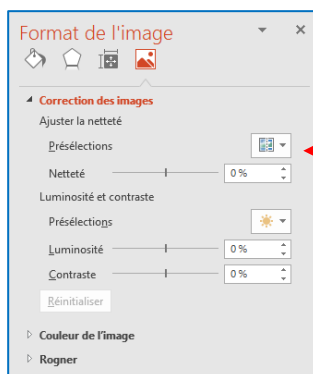 Format de l'image
Correction des images
Ajuster la netteté
Présélections
Netteté 0 %
Luminosité et contraste
Présélections
Luminosité 0 %
Contraste 0 %
Réinitialiser
Couleur de l'image
Rogner